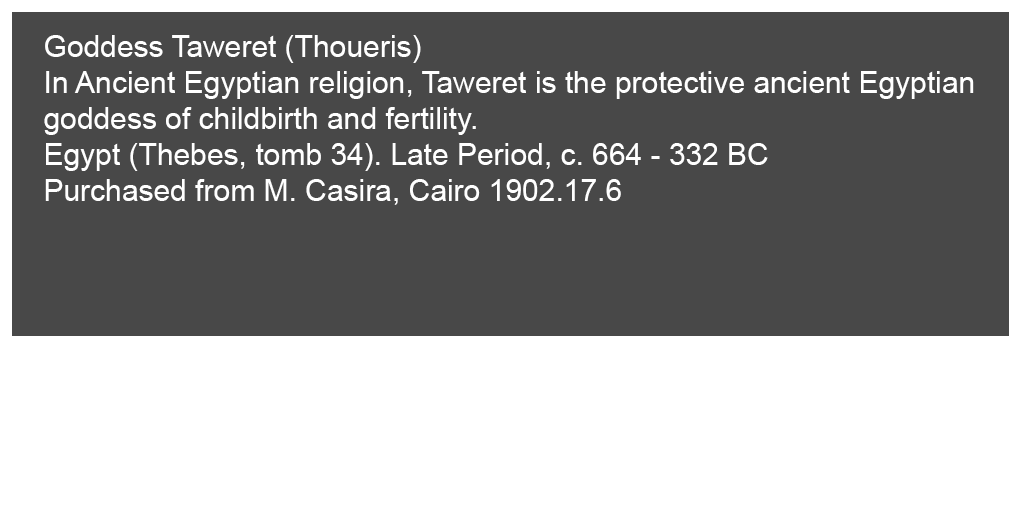 Goddess Taweret (Thoueris)
In Ancient Egyptian religion, Taweret is the protective ancient Egyptian
goddess of childbirth and fertility.
Egypt (Thebes, tomb 34). Late Period, c. 664 - 332 BC
Purchased from M. Casira, Cairo 1902.17.6